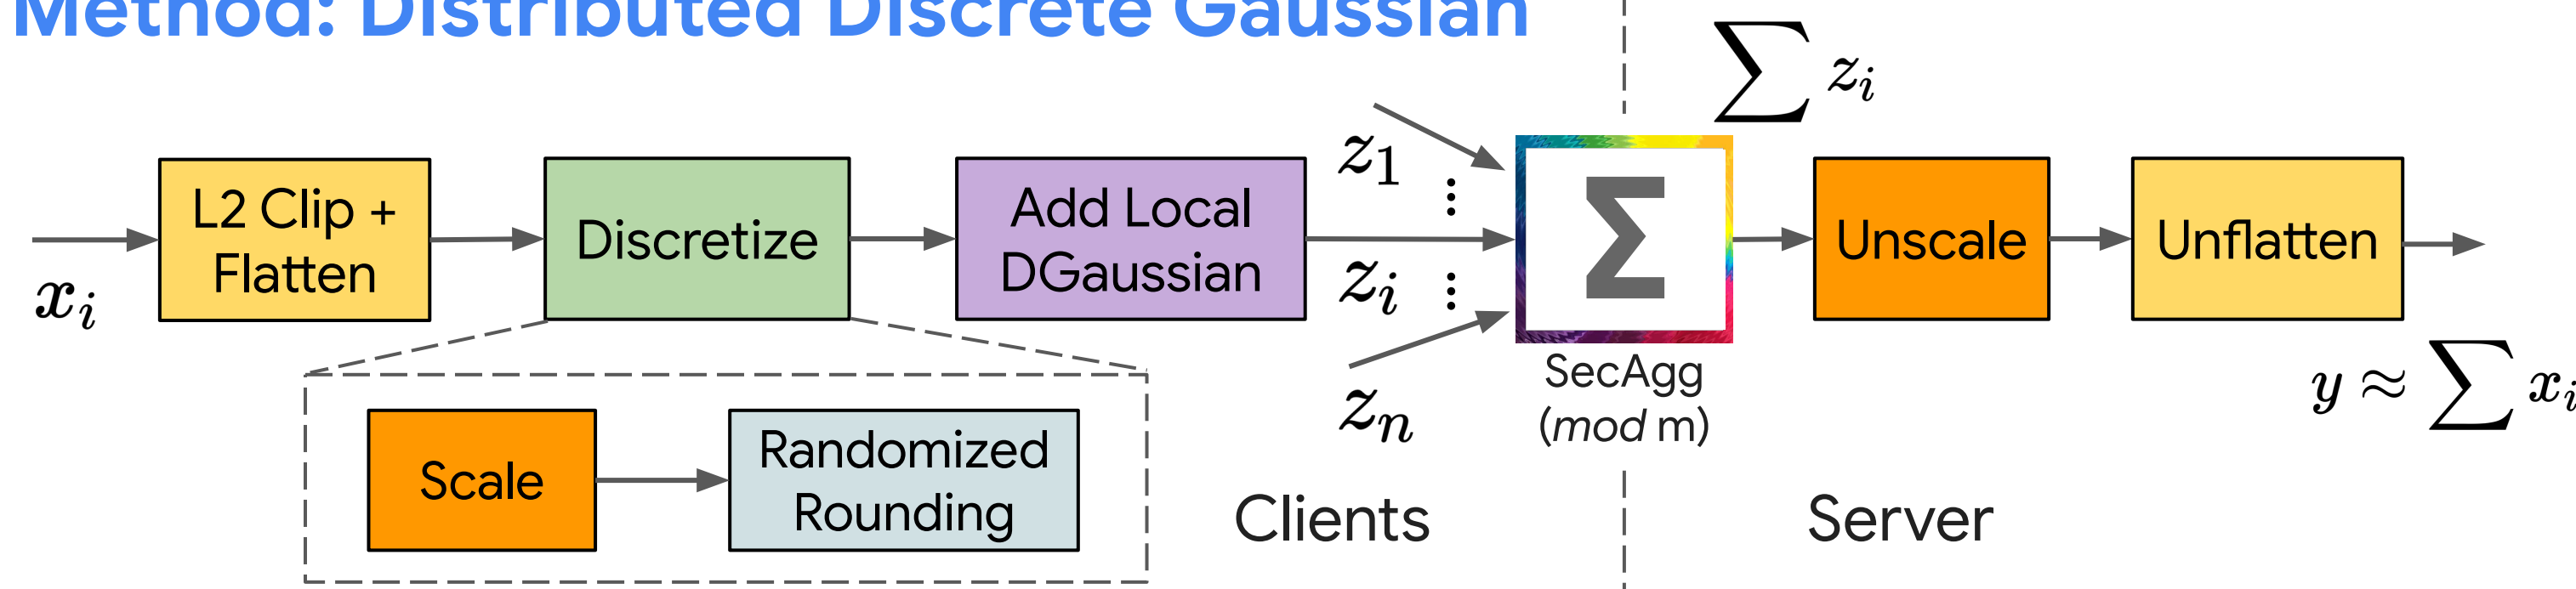 Method: Distributed Discrete Gaussian
x_i
L2 Clip +
Flatten
Discretize
Add Local
DGaussian
z_1
⋮
z_i
⋮
z_n
Σ
SecAgg
(mod m)
∑ z_i
Unscale
Unflatten
y ≈ ∑ x_i
Scale
Randomized
Rounding
Clients
Server